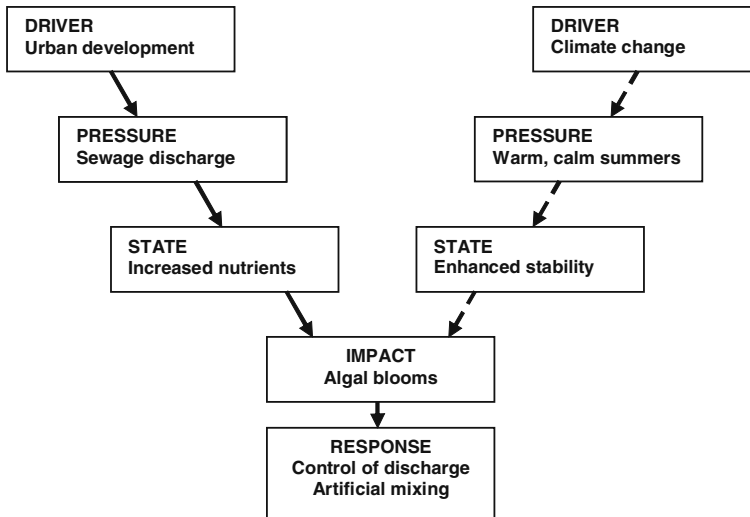 DRIVER
Urban development
DRIVER
Climate change
PRESSURE
Sewage discharge
PRESSURE
Warm, calm summers
STATE
Increased nutrients
STATE
Enhanced stability
IMPACT
Algal blooms
RESPONSE
Control of discharge
Artificial mixing